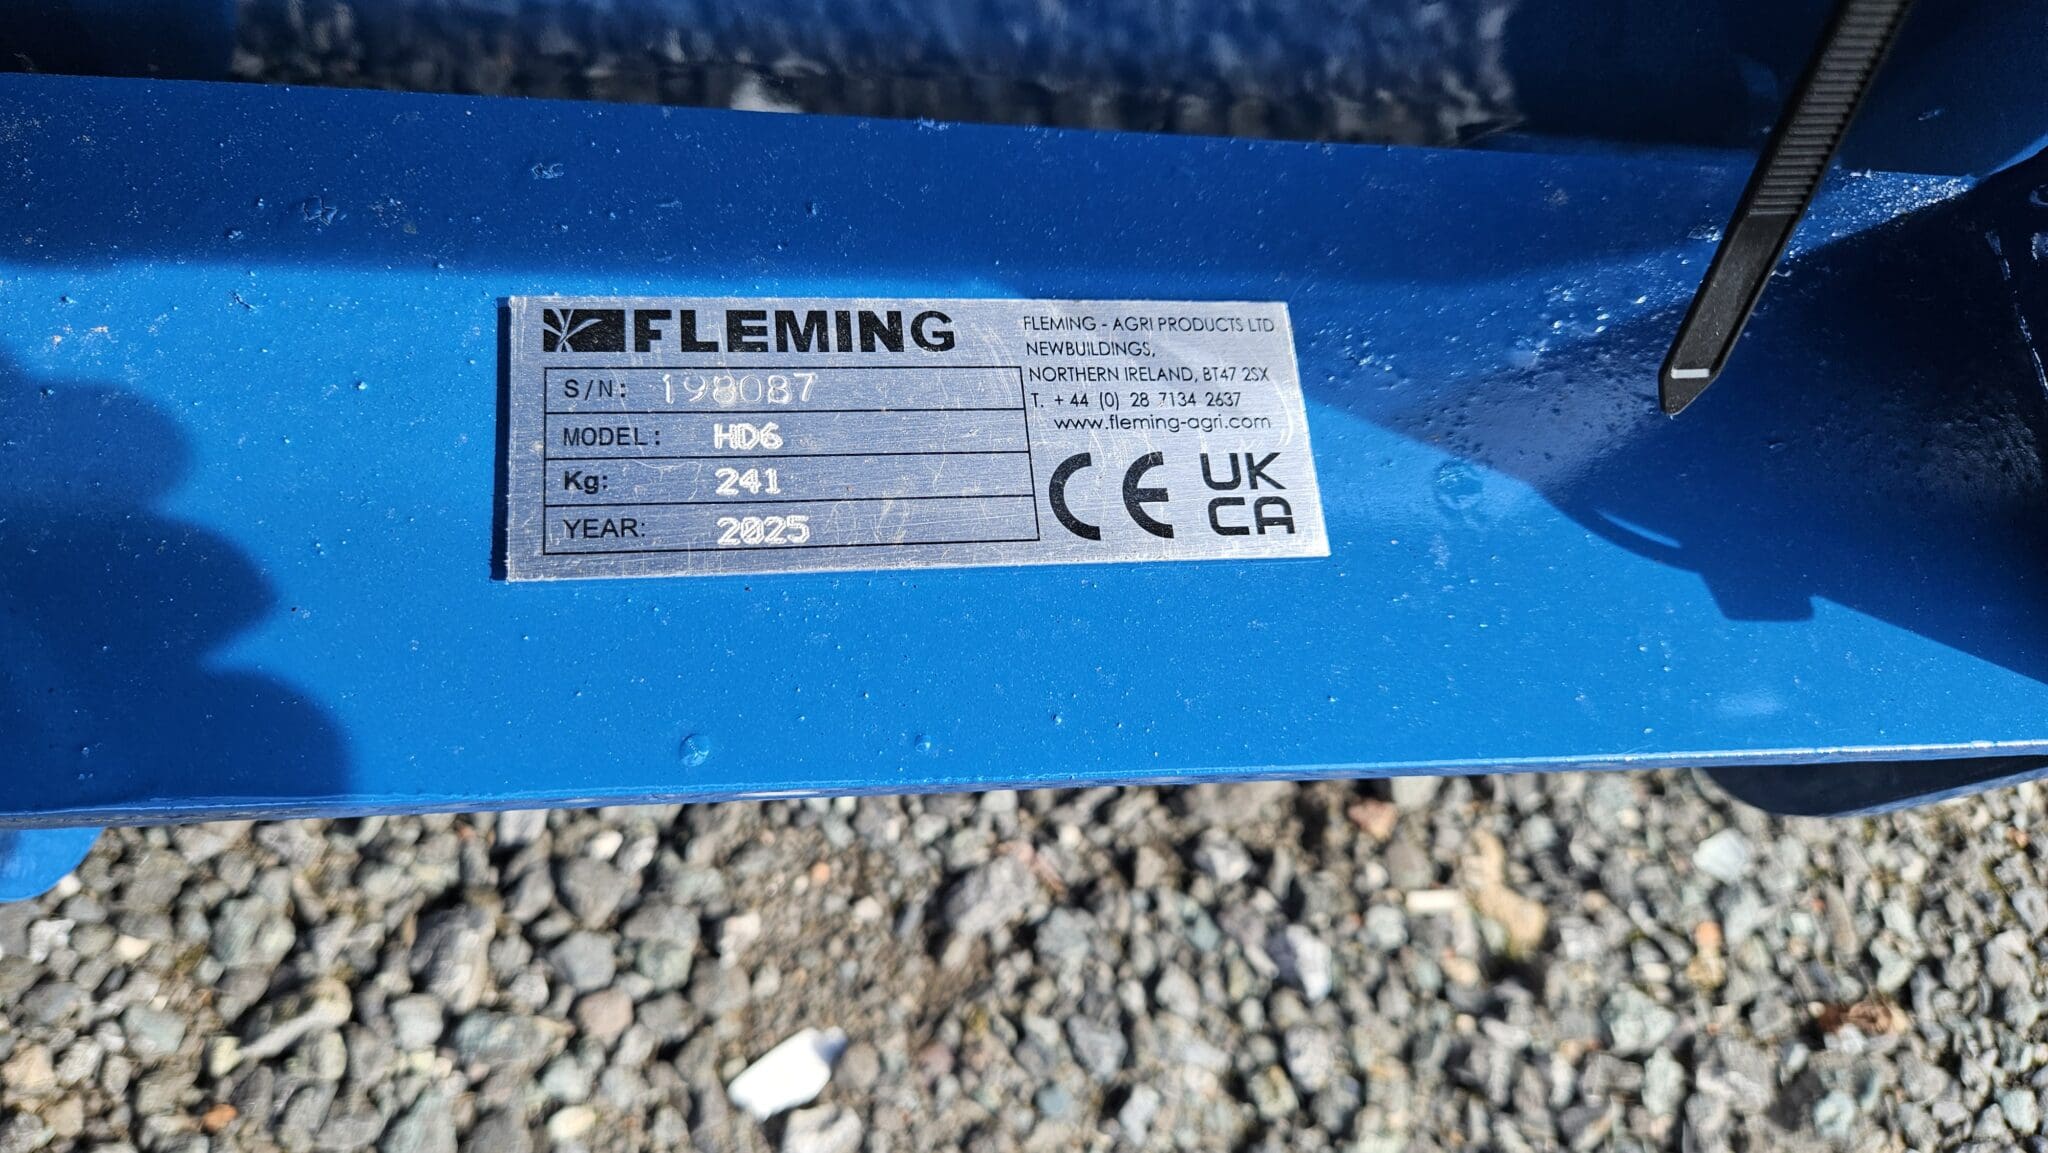 FLEMING
S/N: 198087
MODEL: HD6
Kg: 241
YEAR: 2025
FLEMING - AGRI PRODUCTS LTD
NEWBUILDINGS,
NORTHERN IRELAND, BT47 2SX
T. + 44 (0) 28 7134 2637
www.fleming-agri.com
CE
UK
CA